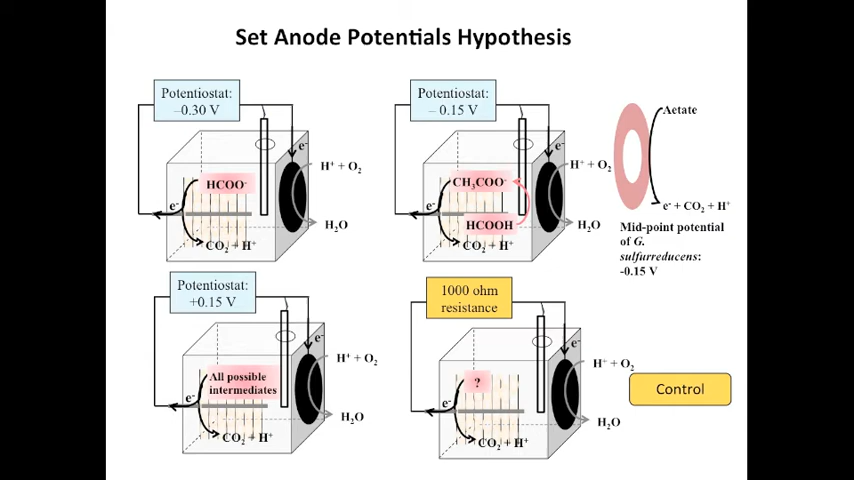 Set Anode Potentials Hypothesis
Potentiostat:
–0.30 V
e-
H+ + O2
HCOO-
e-
H2O
CO2 + H+
Potentiostat:
– 0.15 V
e-
H+ + O2
CH3COO-
e-
HCOOH
H2O
CO2 + H+
Aetate
e- + CO2 + H+
Mid-point potential
of G.
sulfurreducens:
-0.15 V
Potentiostat:
+0.15 V
e-
H+ + O2
All possible
intermediates
e-
H2O
CO2 + H+
1000 ohm
resistance
e-
H+ + O2
?
e-
H2O
CO2 + H+
Control